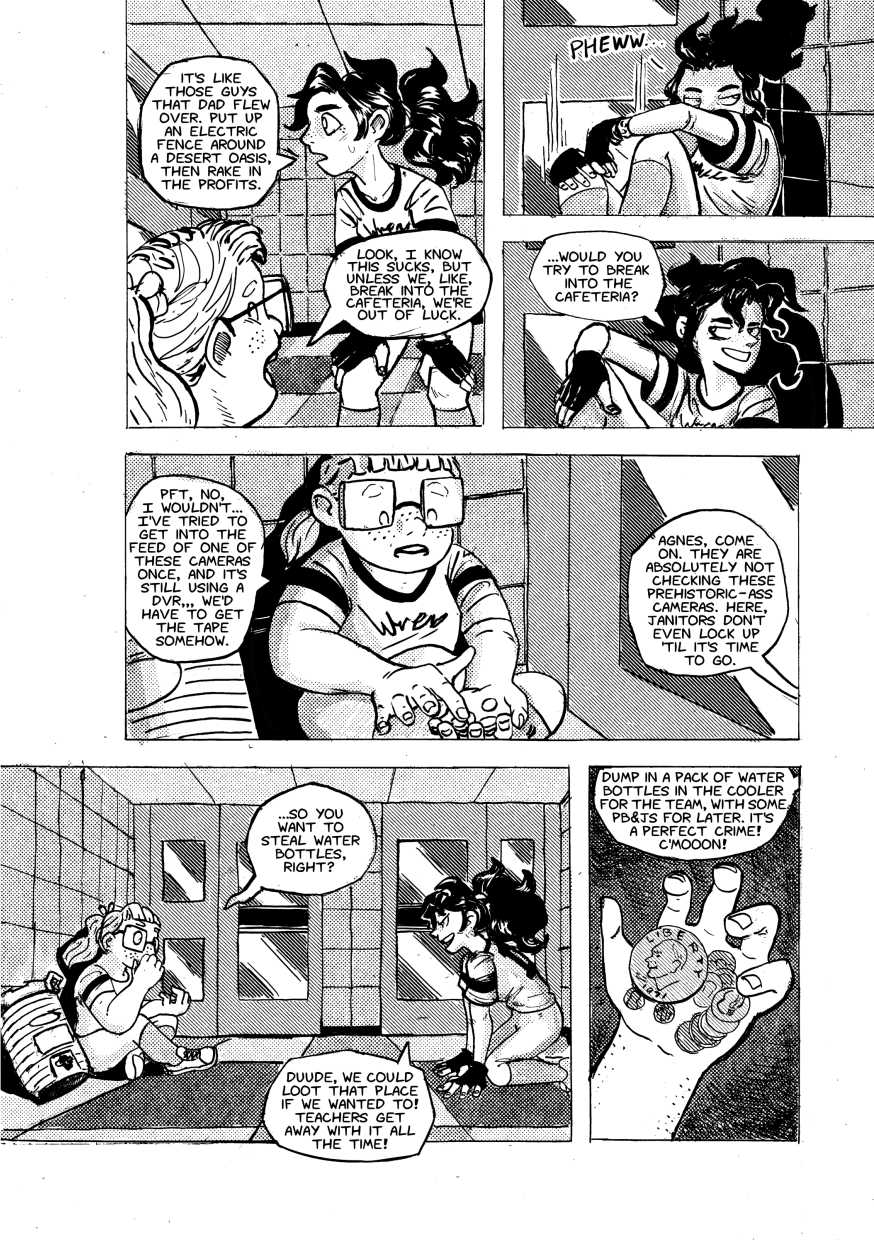 IT'S LIKE
THOSE GUYS
THAT DAD FLEW
OVER. PUT UP
AN ELECTRIC
FENCE AROUND
A DESERT OASIS,
THEN RAKE IN
THE PROFITS.
LOOK, I KNOW
THIS SUCKS, BUT
UNLESS WE, LIKE,
BREAK INTO THE
CAFETERIA, WE'RE
OUT OF LUCK.
PHEWW...
...WOULD YOU
TRY TO BREAK
INTO THE
CAFETERIA?
PFT, NO,
I WOULDN'T...
I'VE TRIED TO
GET INTO THE
FEED OF ONE OF
THESE CAMERAS
ONCE, AND IT'S
STILL USING A
DVR,,, WE'D
HAVE TO GET
THE TAPE
SOMEHOW.
Wren
AGNES, COME
ON. THEY ARE
ABSOLUTELY NOT
CHECKING THESE
PREHISTORIC-ASS
CAMERAS. HERE,
JANITORS DON'T
EVEN LOCK UP
'TIL IT'S TIME
TO GO.
...SO YOU
WANT TO
STEAL WATER
BOTTLES,
RIGHT?
DUUDE, WE COULD
LOOT THAT PLACE
IF WE WANTED TO!
TEACHERS GET
AWAY WITH IT ALL
THE TIME!
DUMP IN A PACK OF WATER
BOTTLES IN THE COOLER
FOR THE TEAM, WITH SOME
PB&JS FOR LATER. IT'S
A PERFECT CRIME!
C'MOOON!
LIBERTY
1971